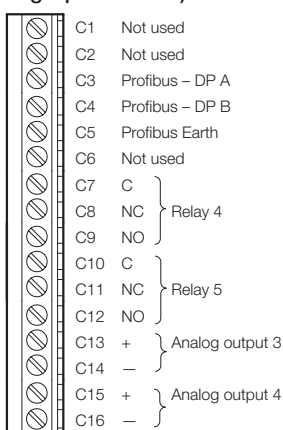 C1 Not used
C2 Not used
C3 Profibus – DP A
C4 Profibus – DP B
C5 Profibus Earth
C6 Not used
C7 C
C8 NC Relay 4
C9 NO
C10 C
C11 NC Relay 5
C12 NO
C13 + Analog output 3
C14 —
C15 + Analog output 4
C16 —